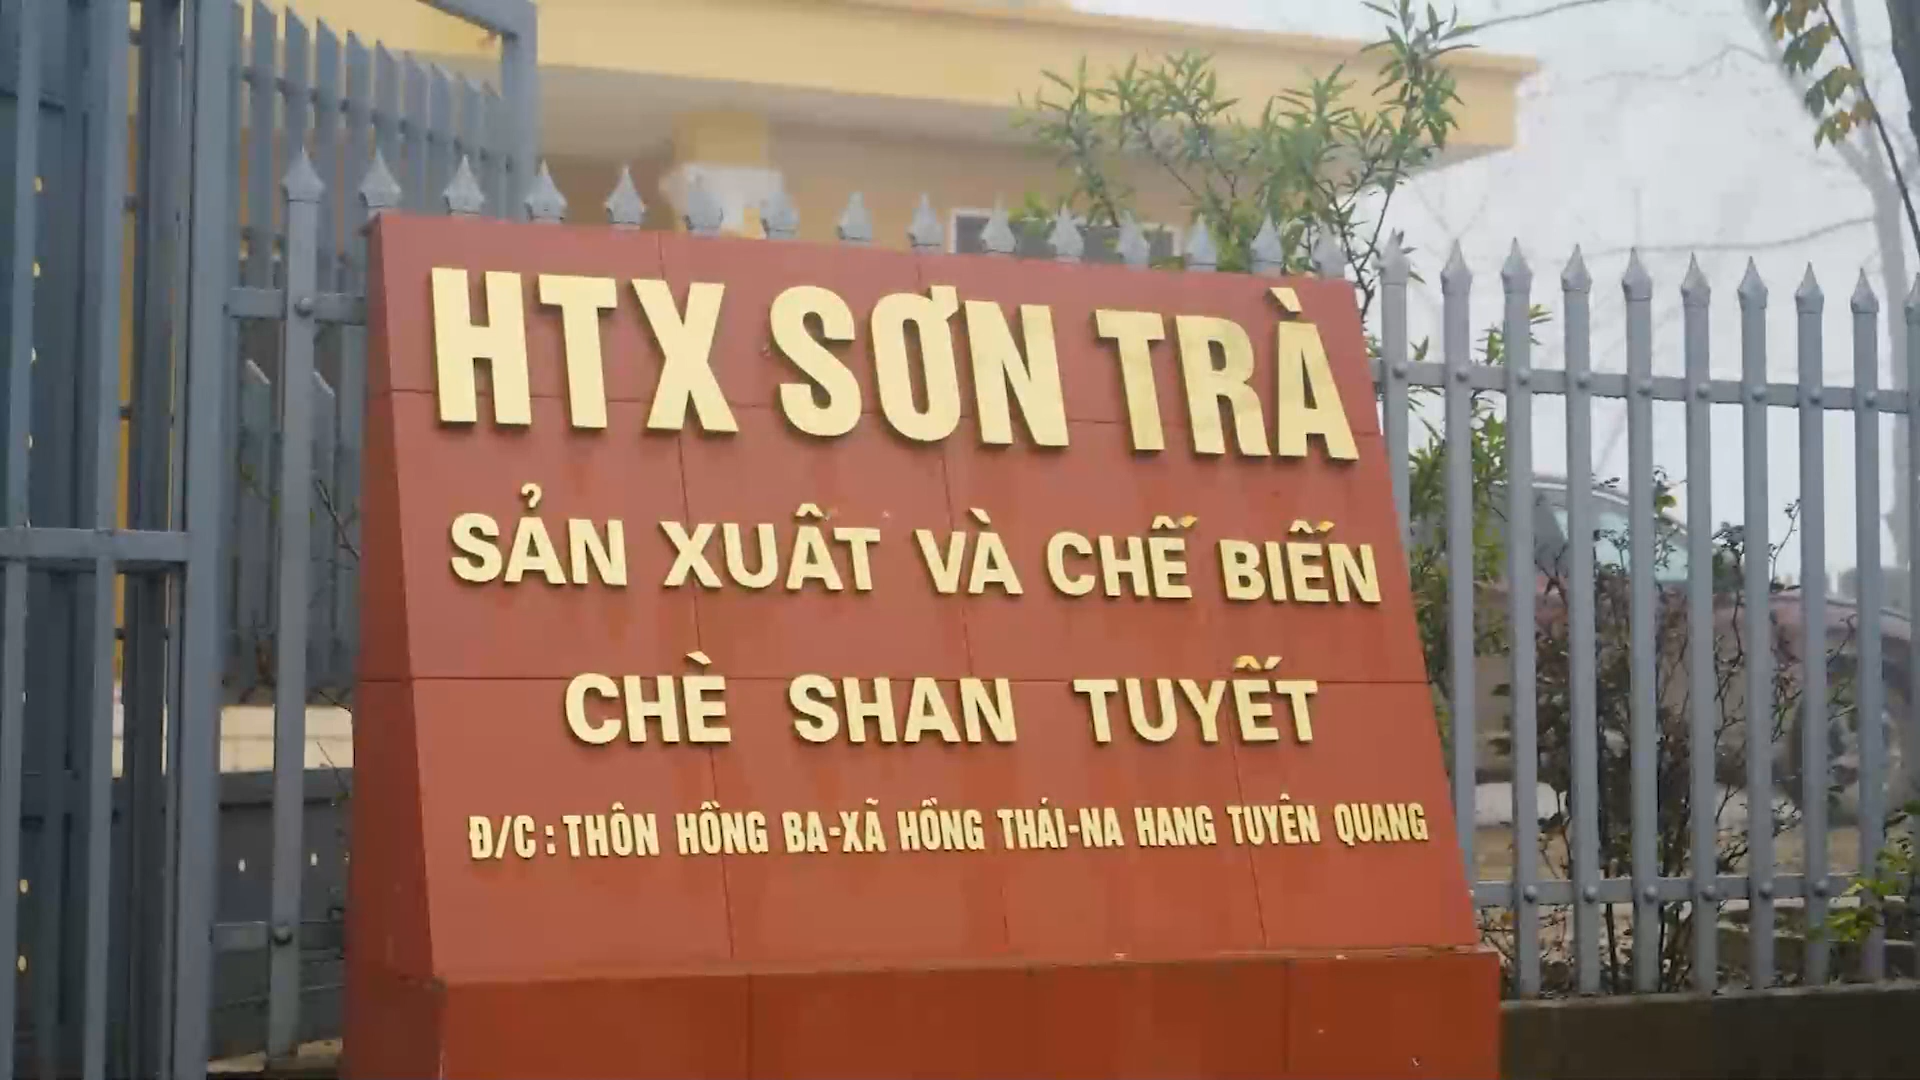 HTX SƠN TRÀ
SẢN XUẤT VÀ CHẾ BIẾN
CHÈ SHAN TUYẾT
Đ/C : THÔN HỒNG BA-XÃ HỒNG THÁI-NA HANG TUYÊN QUANG